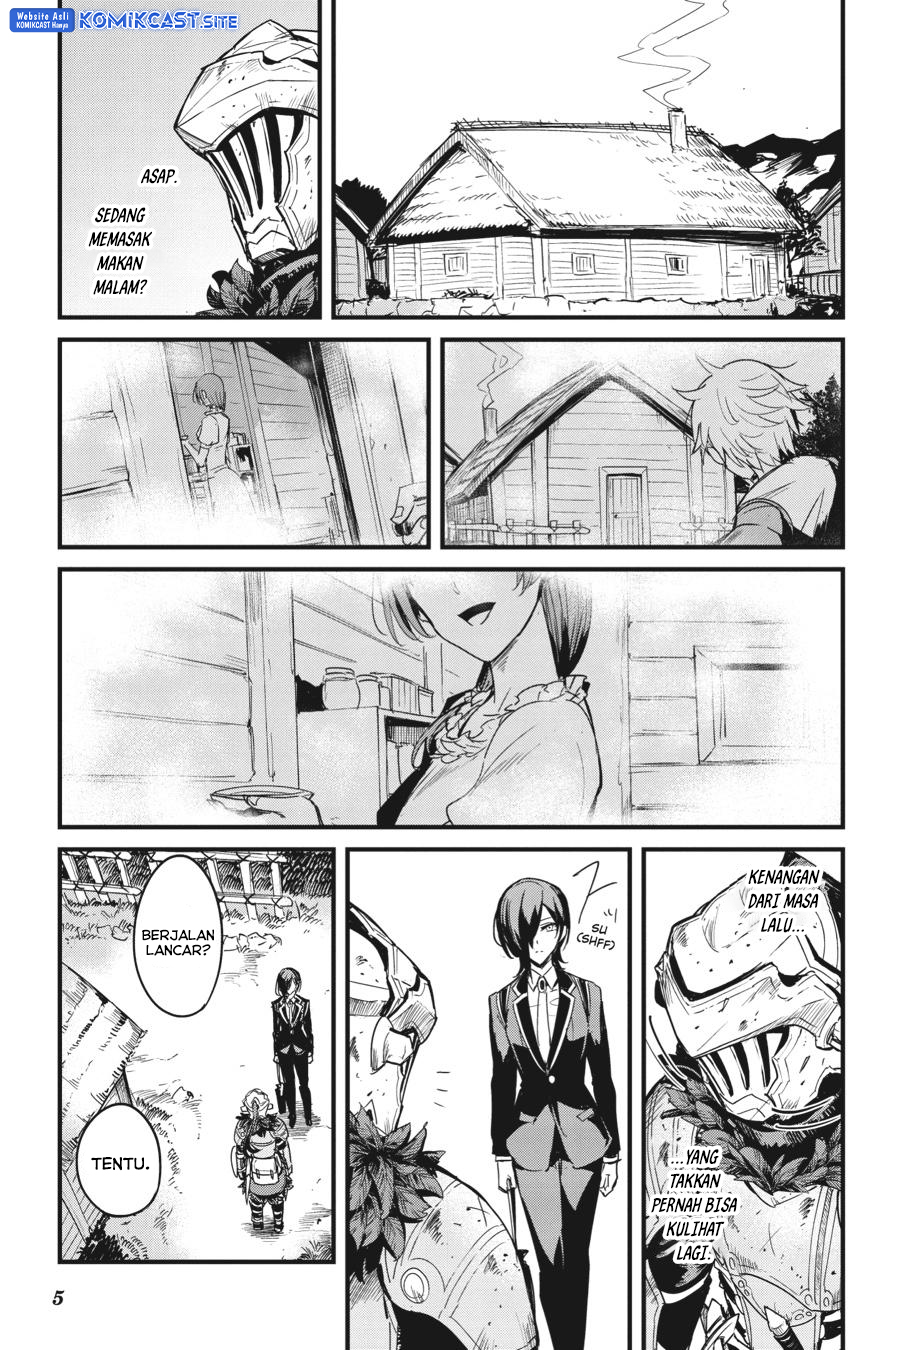 Website Asli
KOMIKCAST Hanya
KOMIKCAST.SITE
ASAP.
SEDANG
MEMASAK
MAKAN
MALAM?
KENANGAN
DARI MASA
LALU...
...YANG
TAKKAN
PERNAH BISA
KULIHAT
LAGI.
SU
(SHFF)
BERJALAN
LANCAR?
TENTU.
5